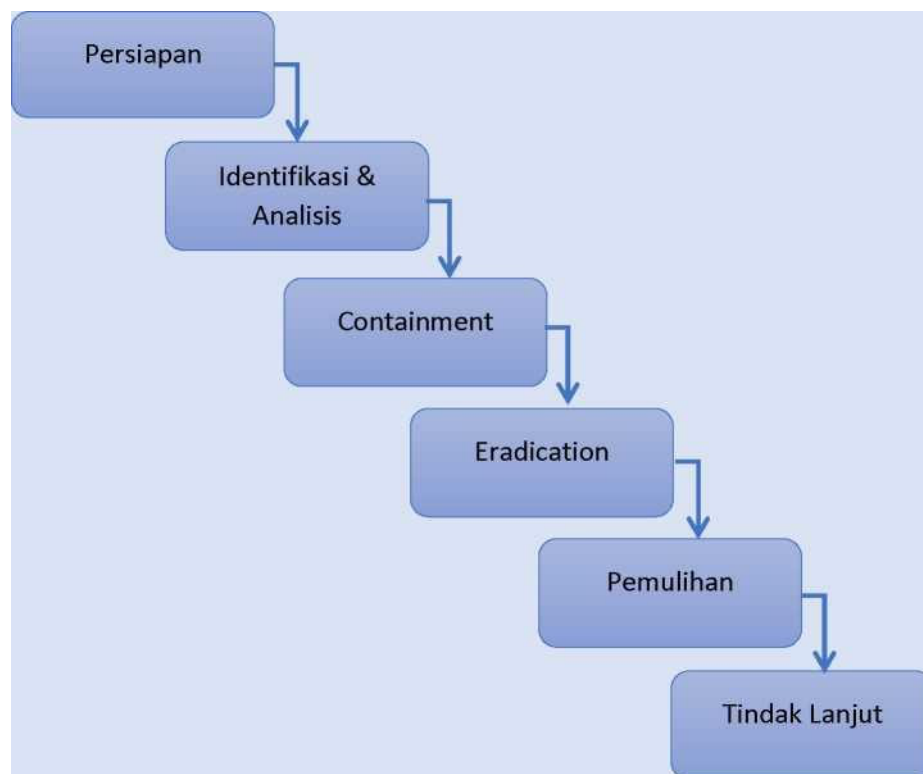 Persiapan
Identifikasi &
Analisis
Containment
Eradication
Pemulihan
Tindak Lanjut